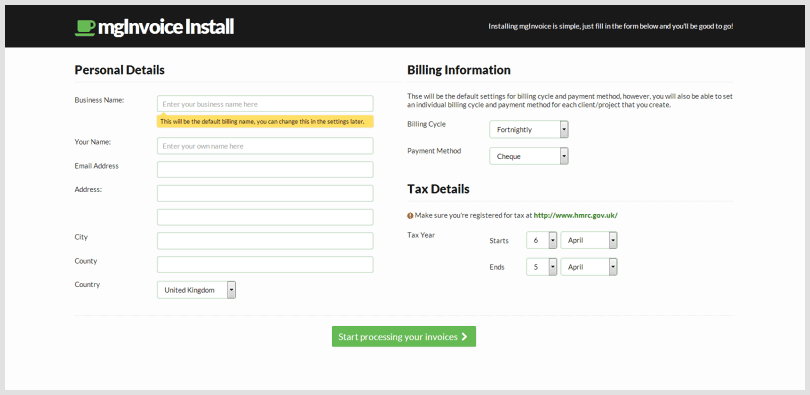 mgInvoice Install
Installing mgInvoice is simple, just fill in the form below and you'll be good to go!
Personal Details
Business Name:
Enter your business name here
This will be the default billing name, you can change this in the settings later.
Your Name:
Enter your own name here
Email Address
Address:
City
County
Country
United Kingdom
Billing Information
Thse will be the default settings for billing cycle and payment method, however, you will also be able to set
an individual billing cycle and payment method for each client/project that you create.
Billing Cycle
Fortnightly
Payment Method
Cheque
Tax Details
Make sure you're registered for tax at http://www.hmrc.gov.uk/
Tax Year
Starts
6
April
Ends
5
April
Start processing your invoices